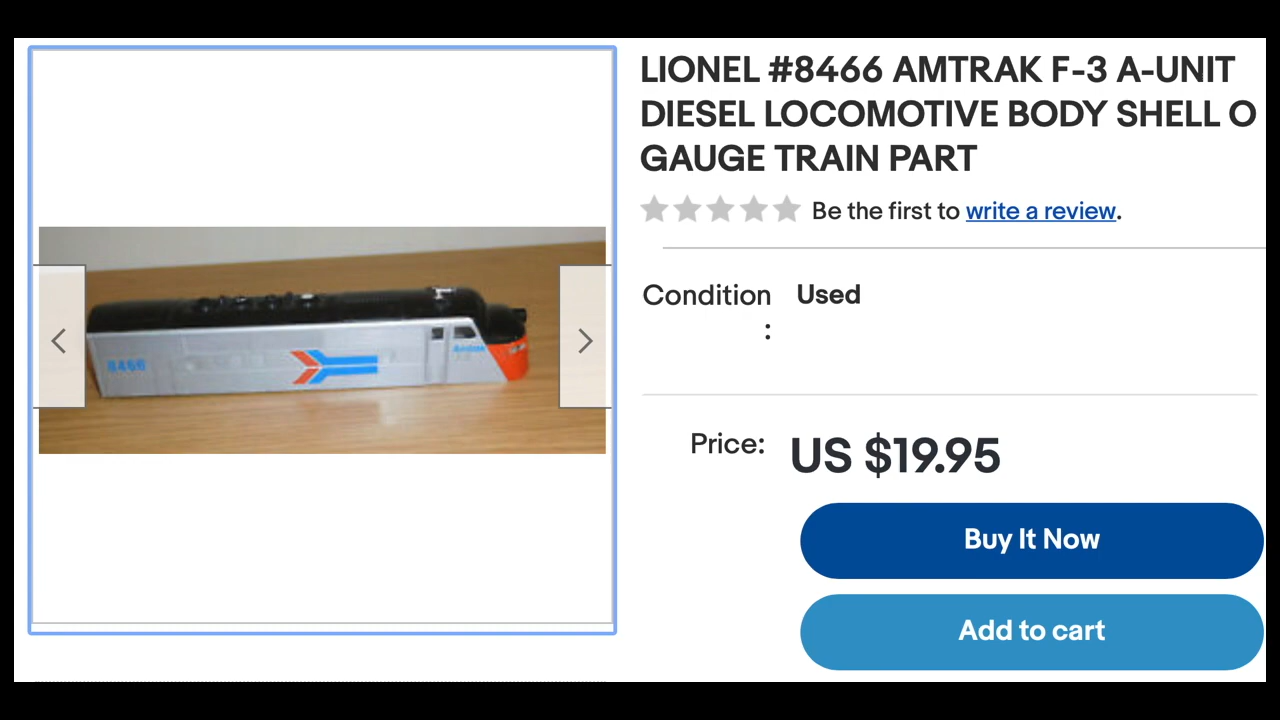 LIONEL #8466 AMTRAK F-3 A-UNIT
DIESEL LOCOMOTIVE BODY SHELL O
GAUGE TRAIN PART
Be the first to write a review.
Condition Used
:
8466
Amtrak
Price: US $19.95
Buy It Now
Add to cart